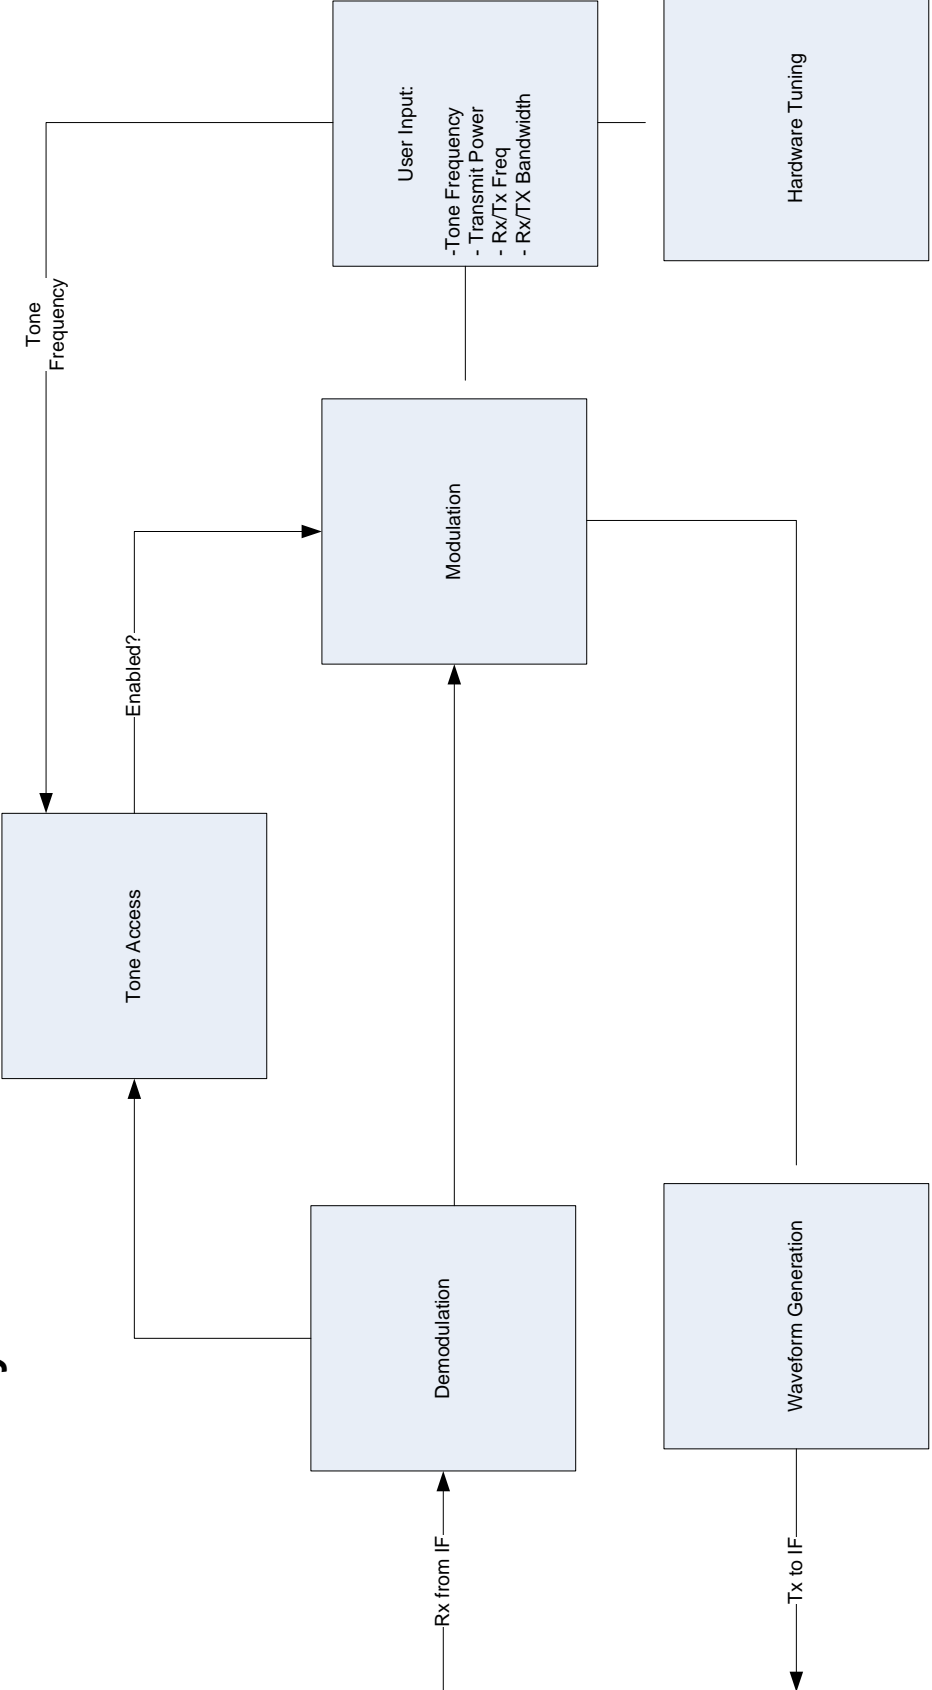 Tone
Frequency
Enabled?
Tone Access
User Input:
-Tone Frequency
- Transmit Power
- Rx/Tx Freq
- Rx/TX Bandwidth
Modulation
Demodulation
Rx from IF
Hardware Tuning
Waveform Generation
Tx to IF